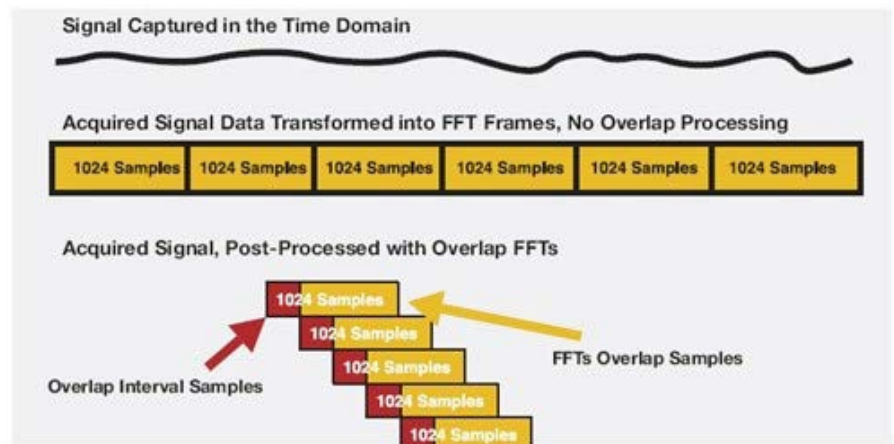 Signal Captured in the Time Domain
Acquired Signal Data Transformed into FFT Frames, No Overlap Processing
1024 Samples 1024 Samples 1024 Samples 1024 Samples 1024 Samples 1024 Samples
Acquired Signal, Post-Processed with Overlap FFTs
1024 Samples
1024 Samples
FFTs Overlap Samples
1024 Samples
Overlap Interval Samples
1024 Samples
1024 Samples